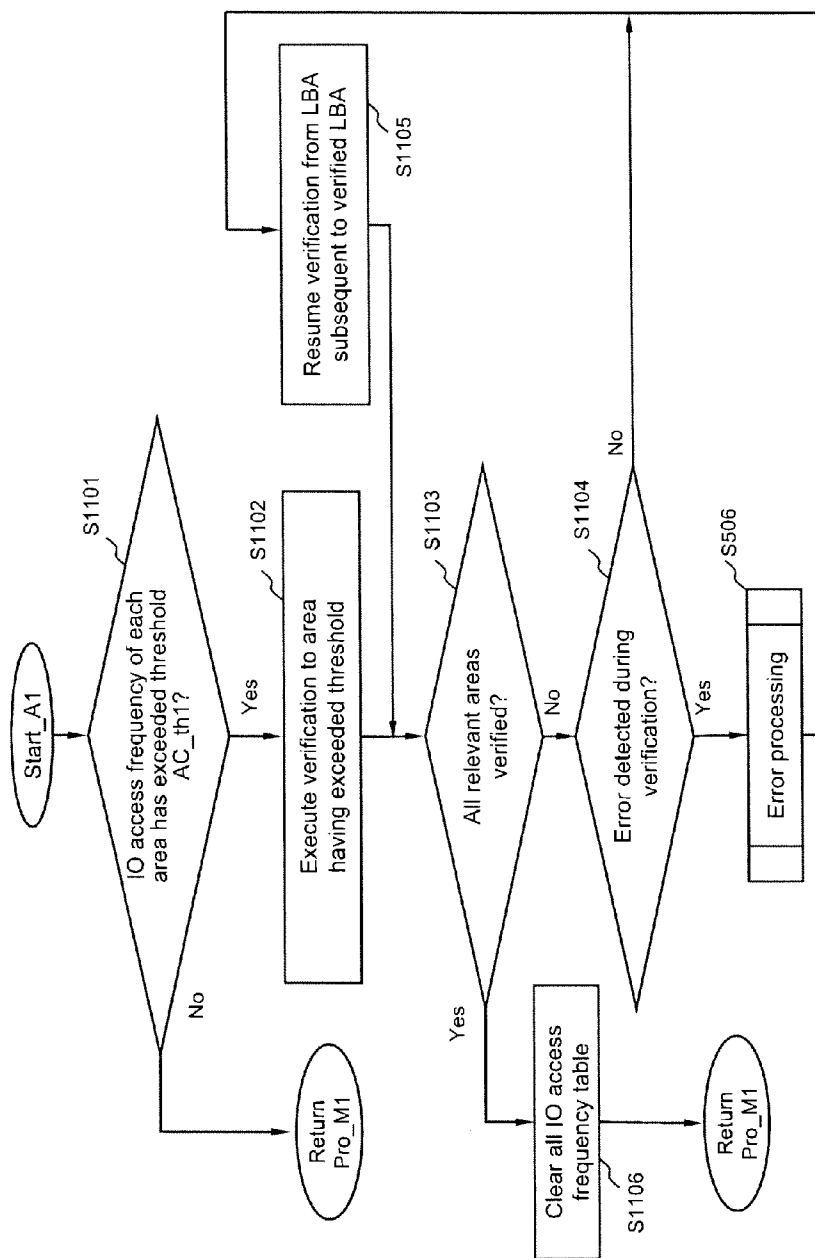 Start_A1
S1101
IO access frequency of each
area has exceeded threshold
AC_th1?
No
Yes
Return
Pro_M1
S1102
Execute verification to area
having exceeded threshold
Resume verification from LBA
subsequent to verified LBA
S1105
S1103
All relevant areas
verified?
Yes
No
Clear all IO access
frequency table
S1106
Return
Pro_M1
S1104
Error detected during
verification?
No
Yes
S506
Error processing